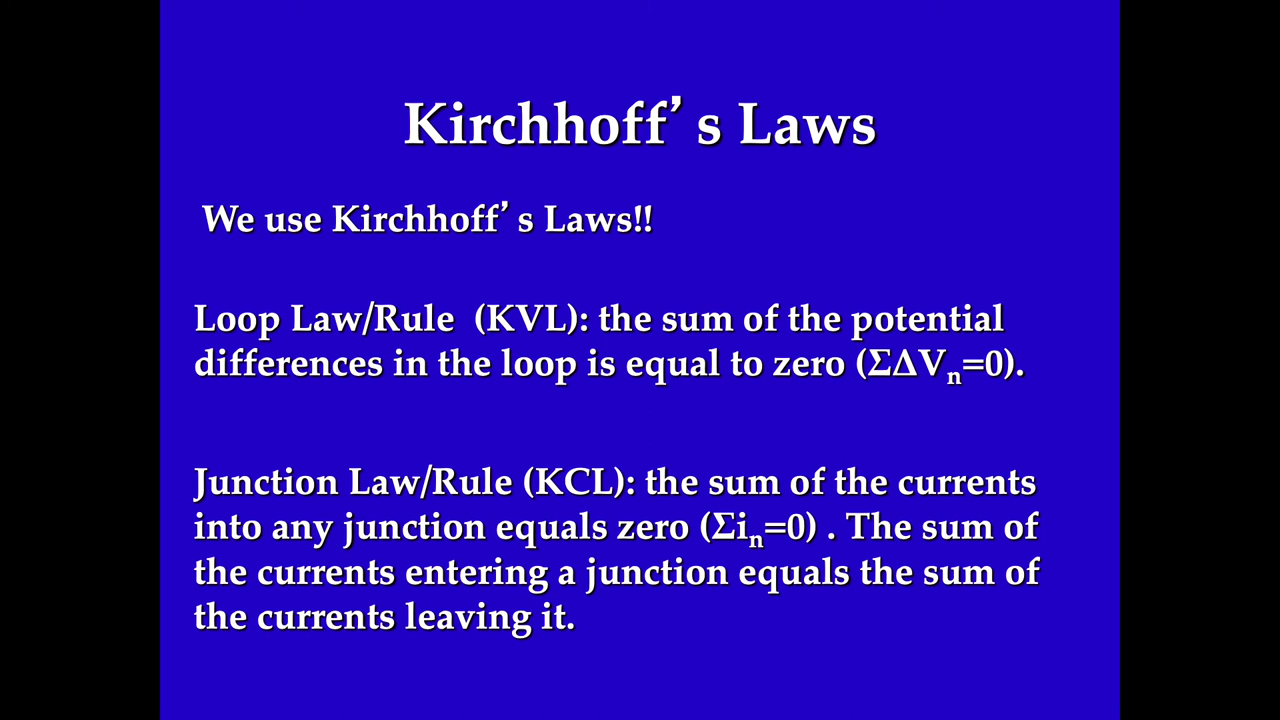 Kirchhoff’s Laws
We use Kirchhoff’s Laws!!
Loop Law/Rule  (KVL): the sum of the potential
differences in the loop is equal to zero (ΣΔVₙ=0).
Junction Law/Rule (KCL): the sum of the currents
into any junction equals zero (Σiₙ=0) . The sum of
the currents entering a junction equals the sum of
the currents leaving it.